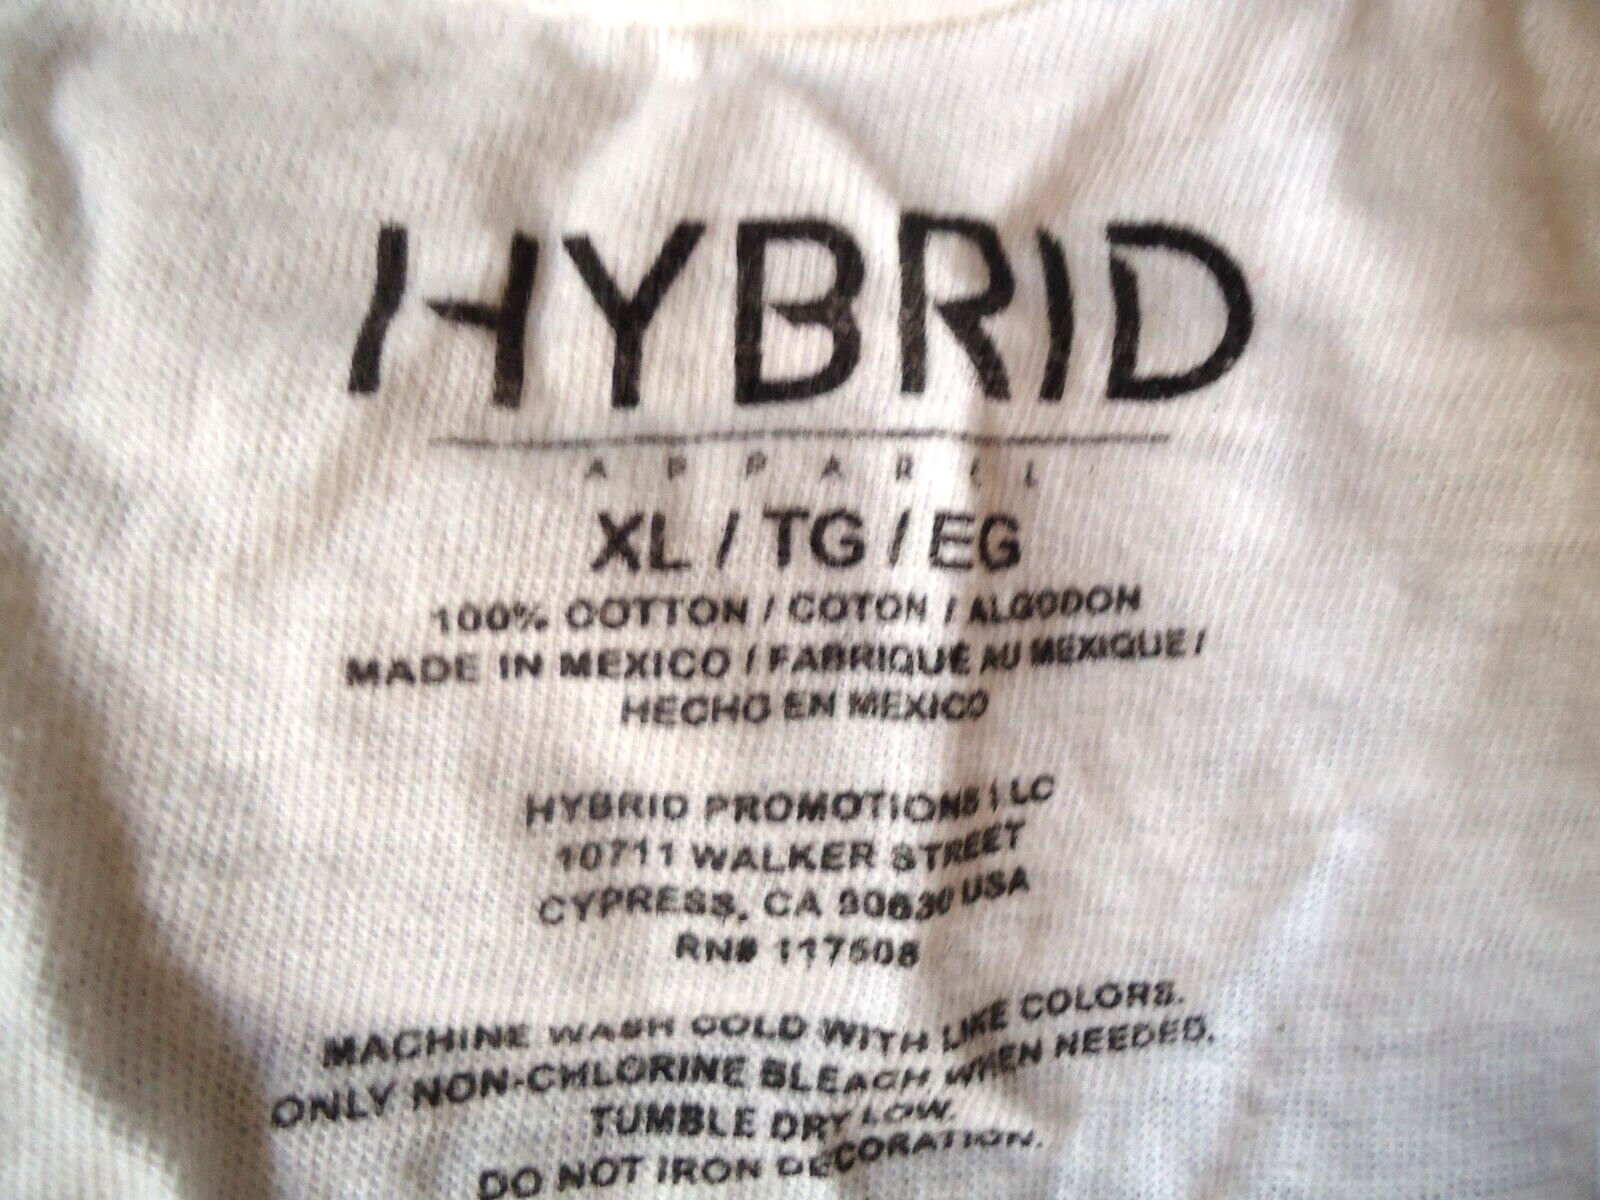 HYBRID
APPAREL
XL / TG / EG
100% COTTON / COTON / ALGODON
MADE IN MEXICO / FABRIQUÉ AU MEXIQUE /
HECHO EN MEXICO
HYBRID PROMOTIONS LLC
10711 WALKER STREET
CYPRESS, CA 90630 USA
RN# 117508
MACHINE WASH COLD WITH LIKE COLORS.
ONLY NON-CHLORINE BLEACH WHEN NEEDED.
TUMBLE DRY LOW.
DO NOT IRON DECORATION.